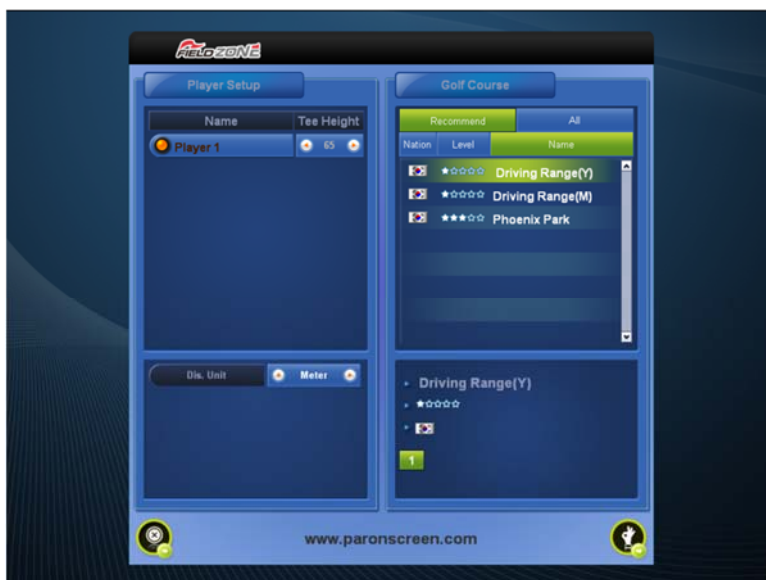 FIELDZONE
Player Setup
Name Tee Height
Player 1 65
Dis. Unit Meter
Golf Course
Recommend All
Nation Level Name
Driving Range(Y)
Driving Range(M)
Phoenix Park
Driving Range(Y)
1
www.paronscreen.com